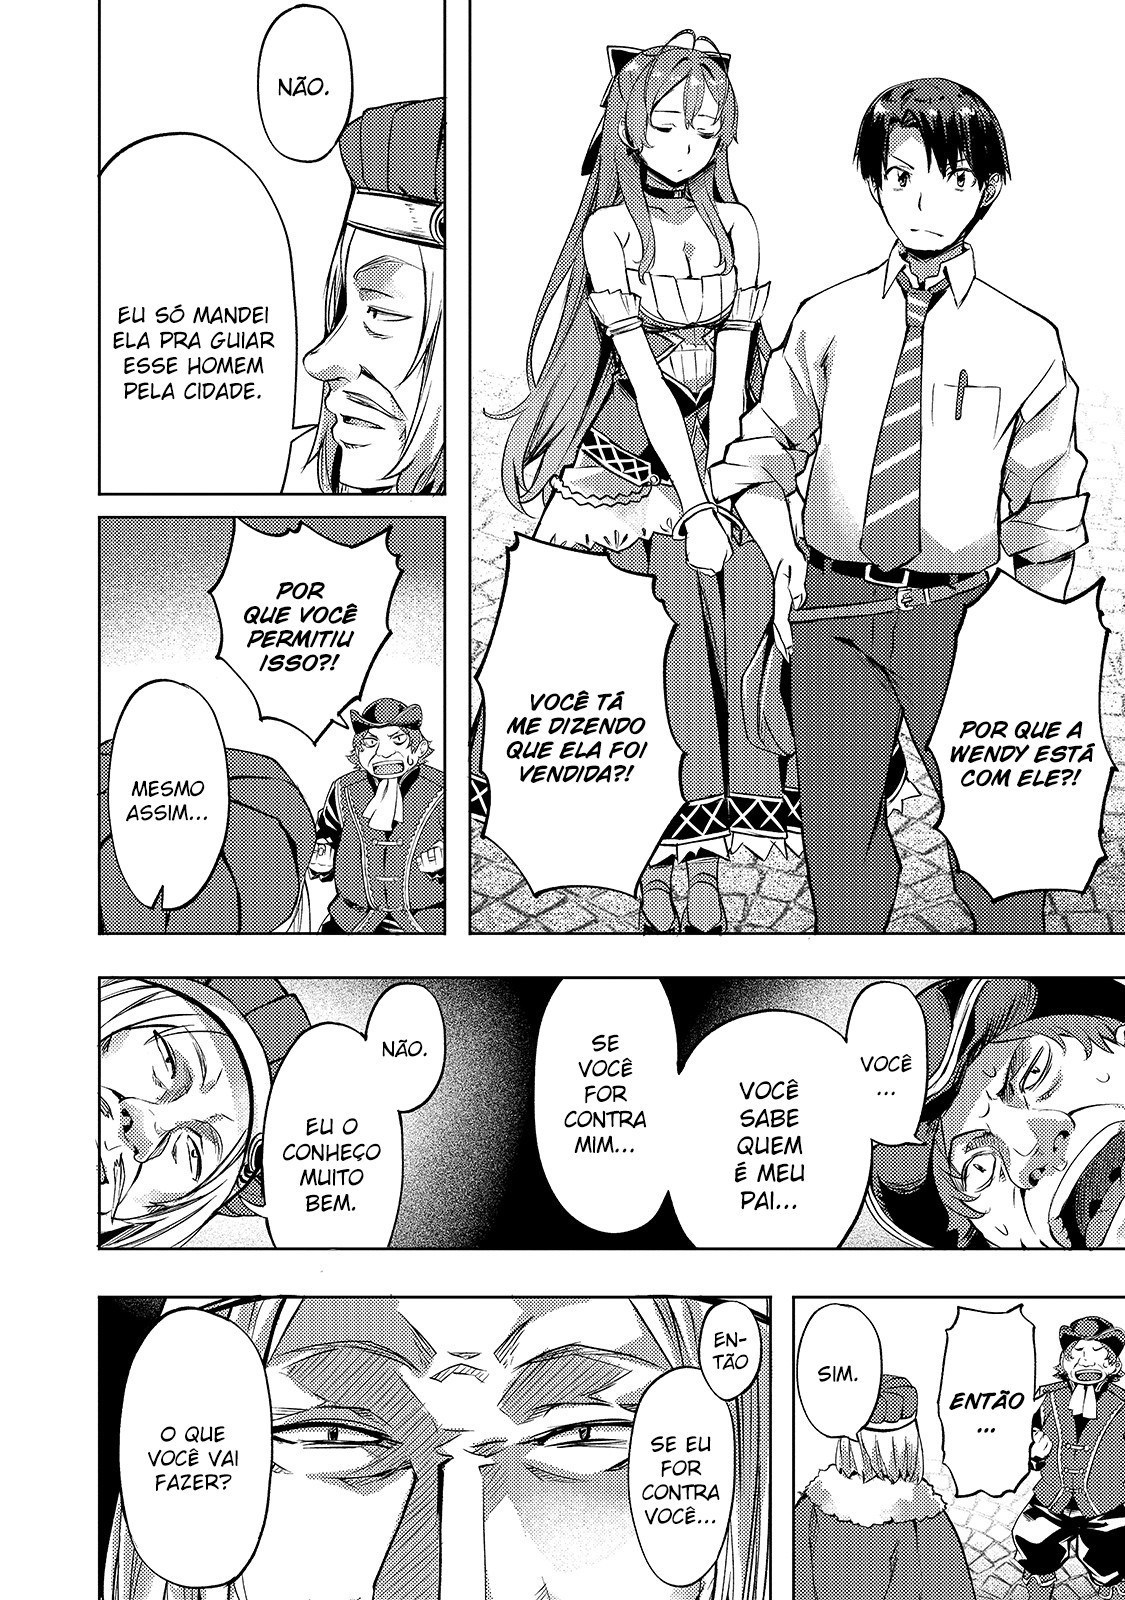 POR QUE A
WENDY ESTÁ
COM ELE?!
VOCÊ TÁ
ME DIZENDO
QUE ELA FOI
VENDIDA?!
NÃO.
EU SÓ MANDEI
ELA PRA GUIAR
ESSE HOMEM
PELA CIDADE.
POR
QUE VOCÊ
PERMITIU
ISSO?!
MESMO
ASSIM...
VOCÊ
...
VOCÊ
SABE
QUEM
É MEU
PAI...
SE
VOCÊ
FOR
CONTRA
MIM...
NÃO.
EU O
CONHEÇO
MUITO
BEM.
ENTÃO
...
SIM.
EN-
TÃO
SE EU
FOR
CONTRA
VOCÊ...
O QUE
VOCÊ VAI
FAZER?